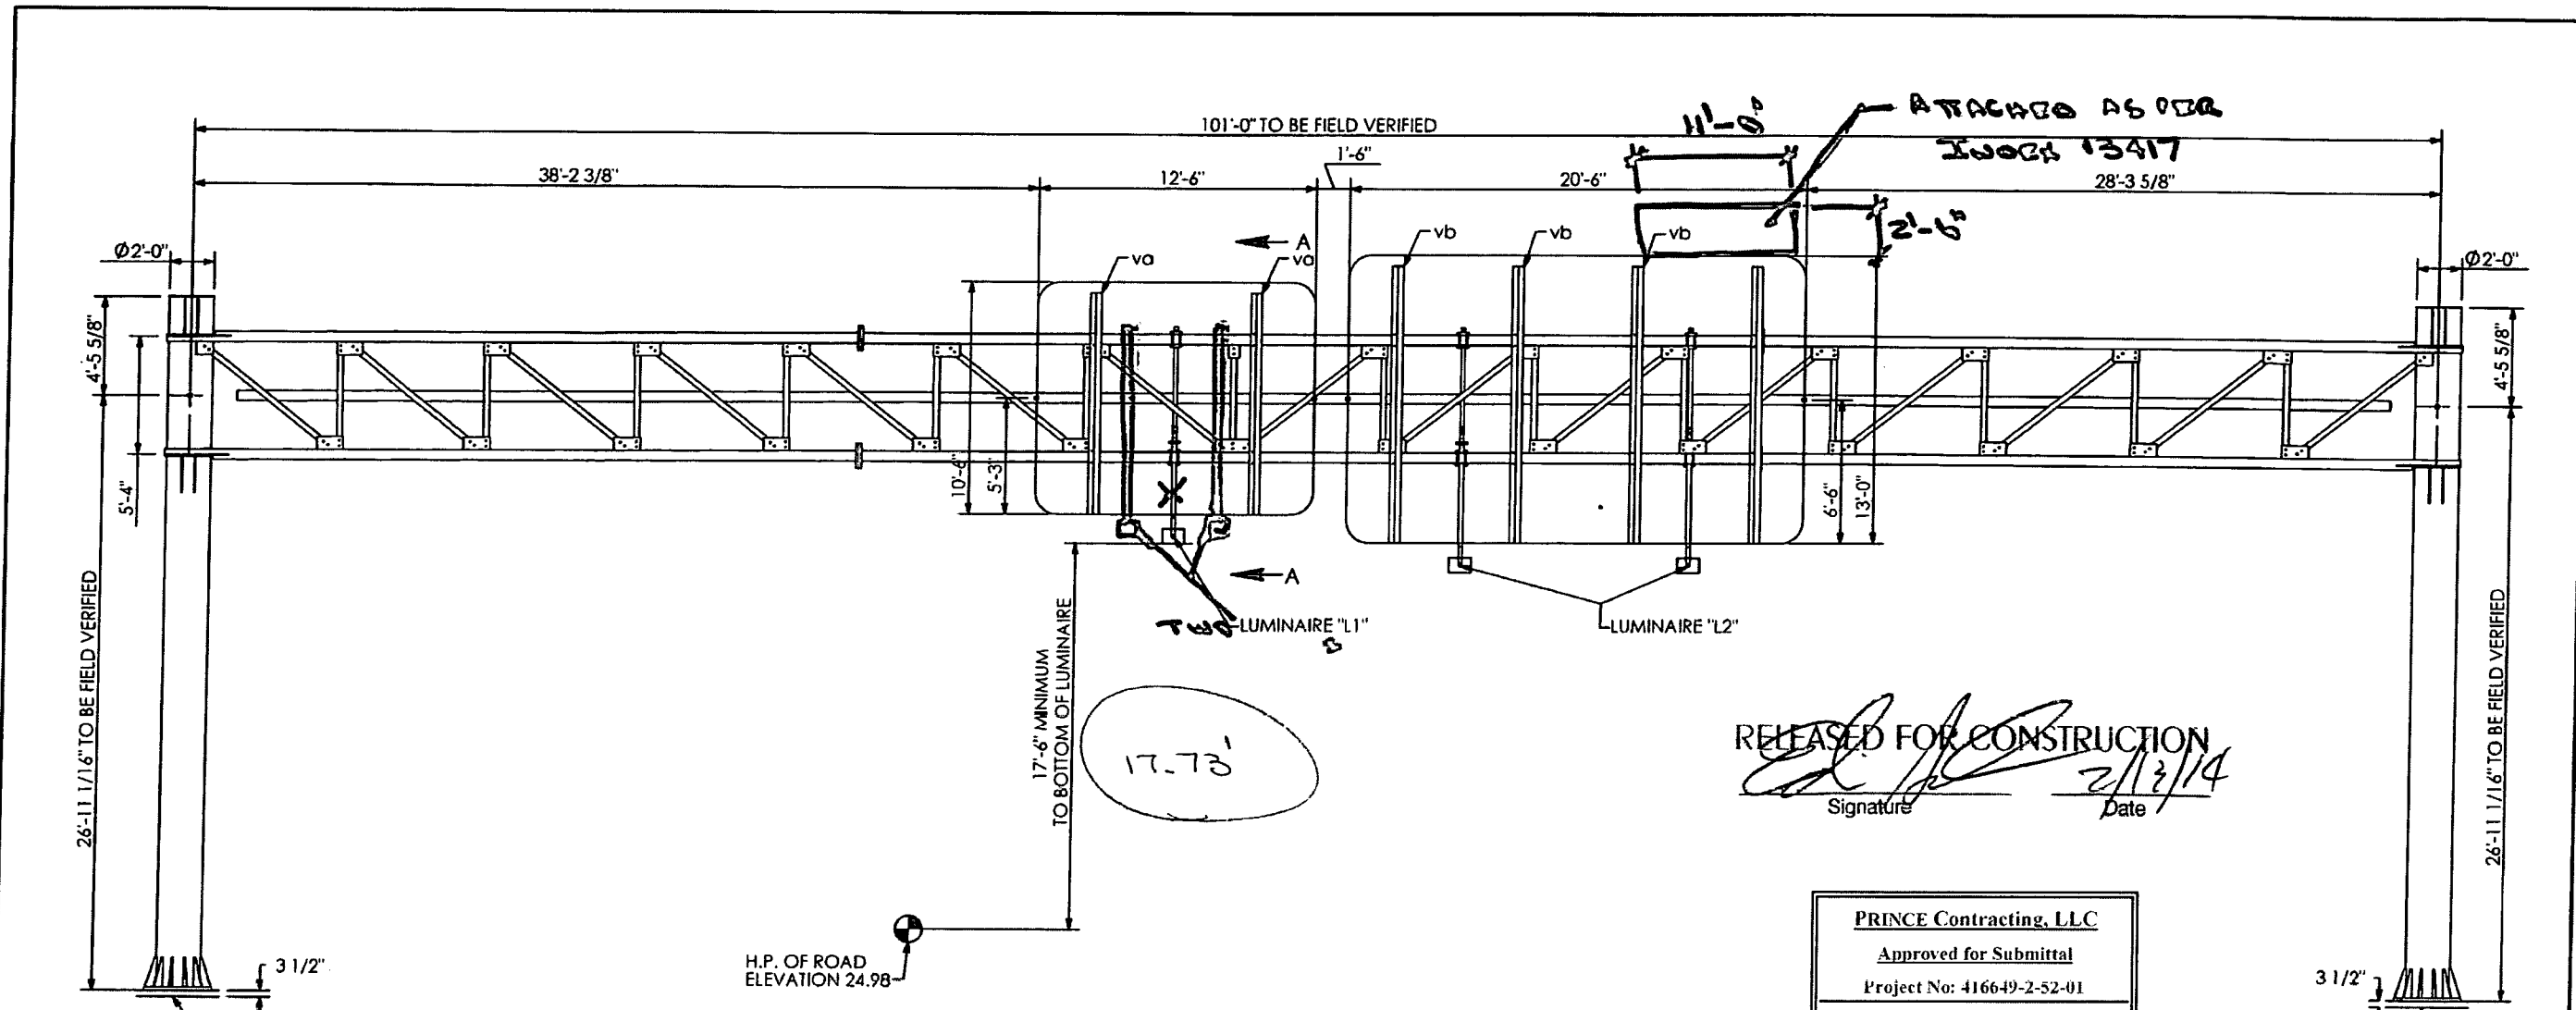 101'-0" TO BE FIELD VERIFIED
11'-0"
ATTACHED AS PER
INDEX 13417
38'-2 3/8"
12'-6"
1'-6"
20'-6"
28'-3 5/8"
2'-6"
Ø2'-0"
Ø2'-0"
A
va
va
vb
vb
vb
4'-5 5/8"
5'-4"
4'-5 5/8"
10'-6"
5'-3"
X
6'-6"
13'-0"
A
TWO LUMINAIRE "L1"
S
LUMINAIRE "L2"
26'-11 1/16" TO BE FIELD VERIFIED
17'-6" MINIMUM
TO BOTTOM OF LUMINAIRE
17.73'
26'-11 1/16" TO BE FIELD VERIFIED
RELEASED FOR CONSTRUCTION
2/13/14
Signature
Date
H.P. OF ROAD
ELEVATION 24.98
3 1/2"
3 1/2"
PRINCE Contracting, LLC
Approved for Submittal
Project No: 416649-2-52-01